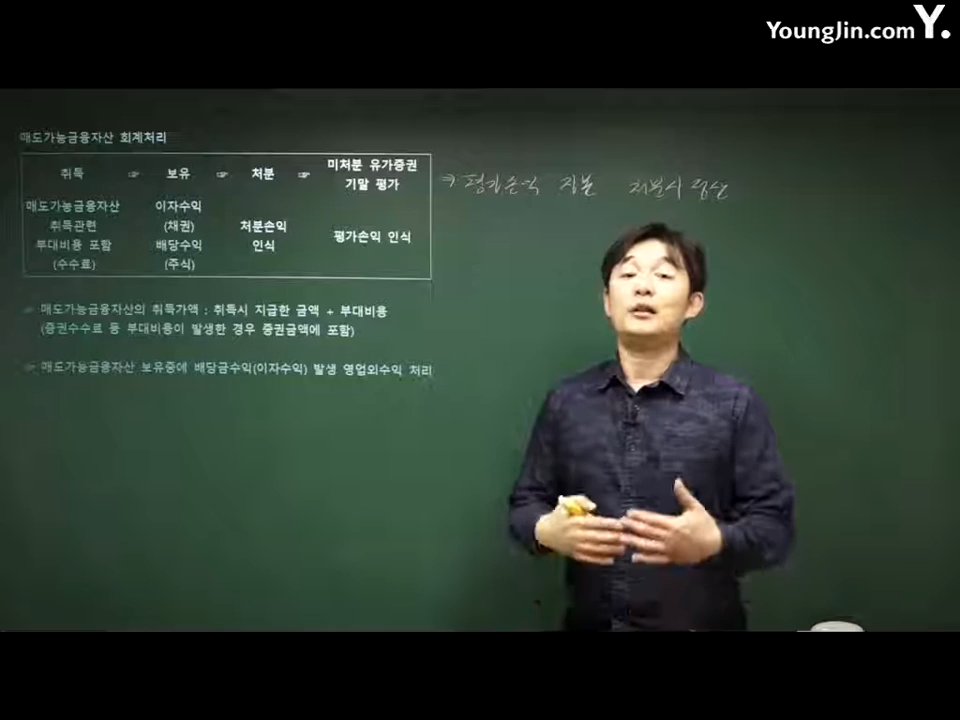 YoungJin.com Y.
매도가능금융자산 회계처리
취득 ☞ 보유 ☞ 처분 ☞ 미처분 유가증권 기말 평가
매도가능금융자산
취득관련
부대비용 포함
(수수료)
이자수익
(채권)
배당수익
(주식)
처분손익
인식
평가손익 인식
→ 평가손익 자본 처분시 정산
☞ 매도가능금융자산의 취득가액 : 취득시 지급한 금액 + 부대비용
(증권수수료 등 부대비용이 발생한 경우 증권금액에 포함)
☞ 매도가능금융자산 보유중에 배당금수익(이자수익) 발생 영업외수익 처리